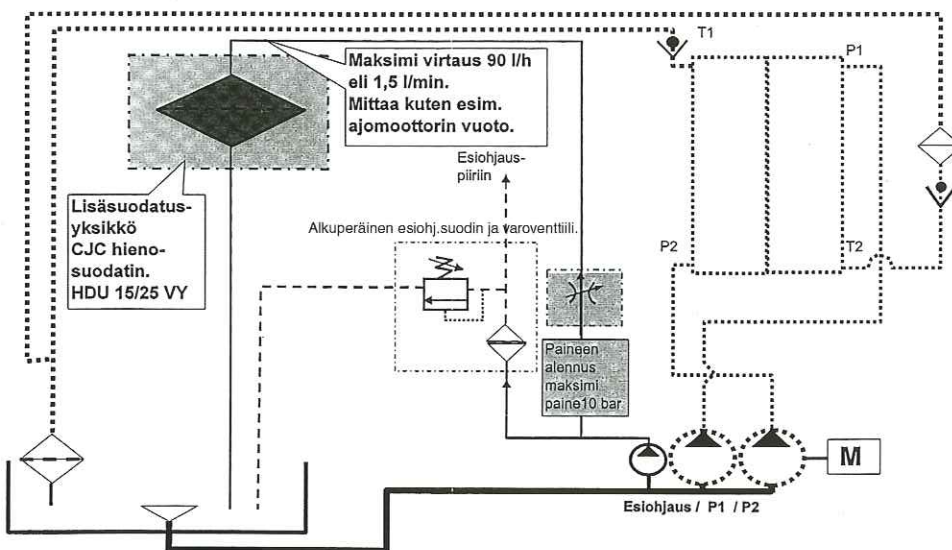 T1
P1
Maksimi virtaus 90 l/h
eli 1,5 l/min.
Mittaa kuten esim.
ajomoottorin vuoto.
Esiohjaus-
piiriin
Lisäsuodatus-
yksikkö
CJC hieno-
suodatin.
HDU 15/25 VY
Alkuperäinen esiohj.suodin ja varoventtiili.
P2
T2
Paineen
alennus
maksimi
paine10 bar
M
Esiohjaus / P1 / P2